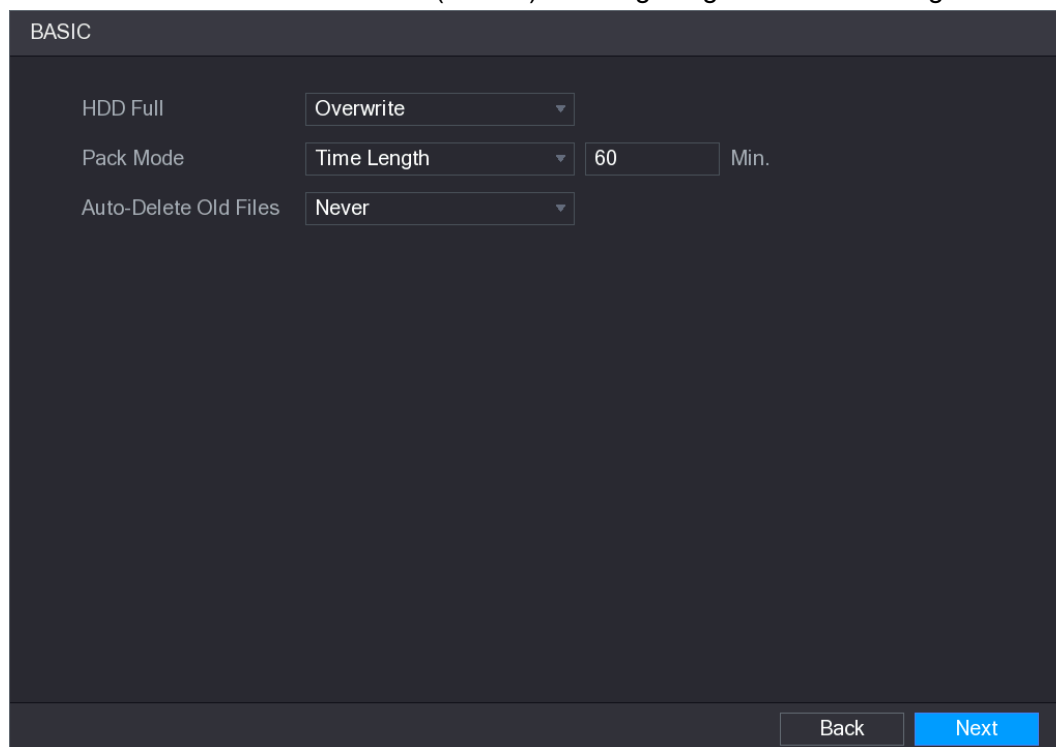 BASIC
HDD Full Overwrite
Pack Mode Time Length 60 Min.
Auto-Delete Old Files Never
Back Next